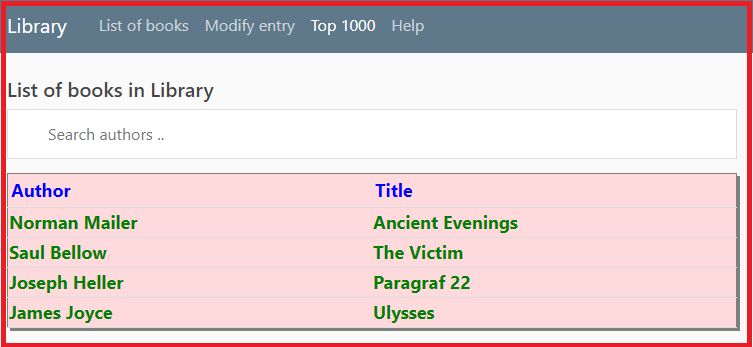 Library List of books Modify entry Top 1000 Help
List of books in Library
Search authors ..
Author Title
Norman Mailer Ancient Evenings
Saul Bellow The Victim
Joseph Heller Paragraf 22
James Joyce Ulysses